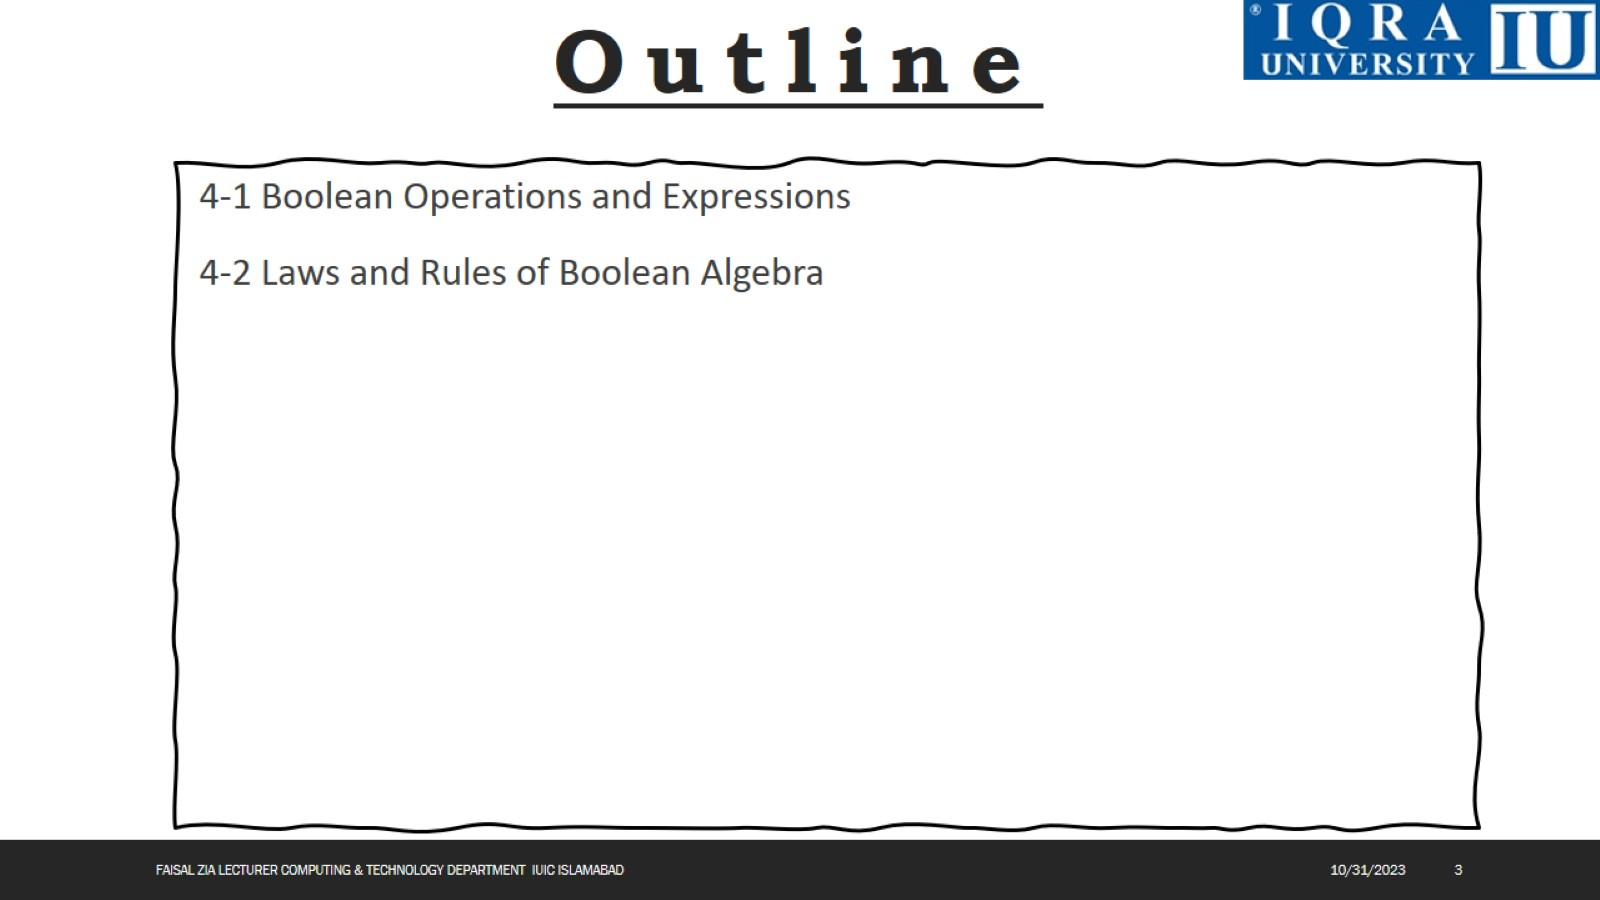 Outline
® IQRA
UNIVERSITY IU
4-1 Boolean Operations and Expressions
4-2 Laws and Rules of Boolean Algebra
FAISAL ZIA LECTURER COMPUTING & TECHNOLOGY DEPARTMENT IUIC ISLAMABAD 10/31/2023 3